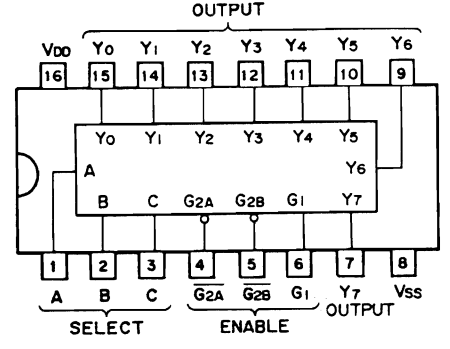 OUTPUT
VDD Y0 Y1 Y2 Y3 Y4 Y5 Y6
16 15 14 13 12 11 10 9
Y0 Y1 Y2 Y3 Y4 Y5
A Y6
B C G2A G2B G1 Y7
1 2 3 4 5 6 7 8
A B C G2A G2B G1 Y7 VSS
SELECT ENABLE OUTPUT